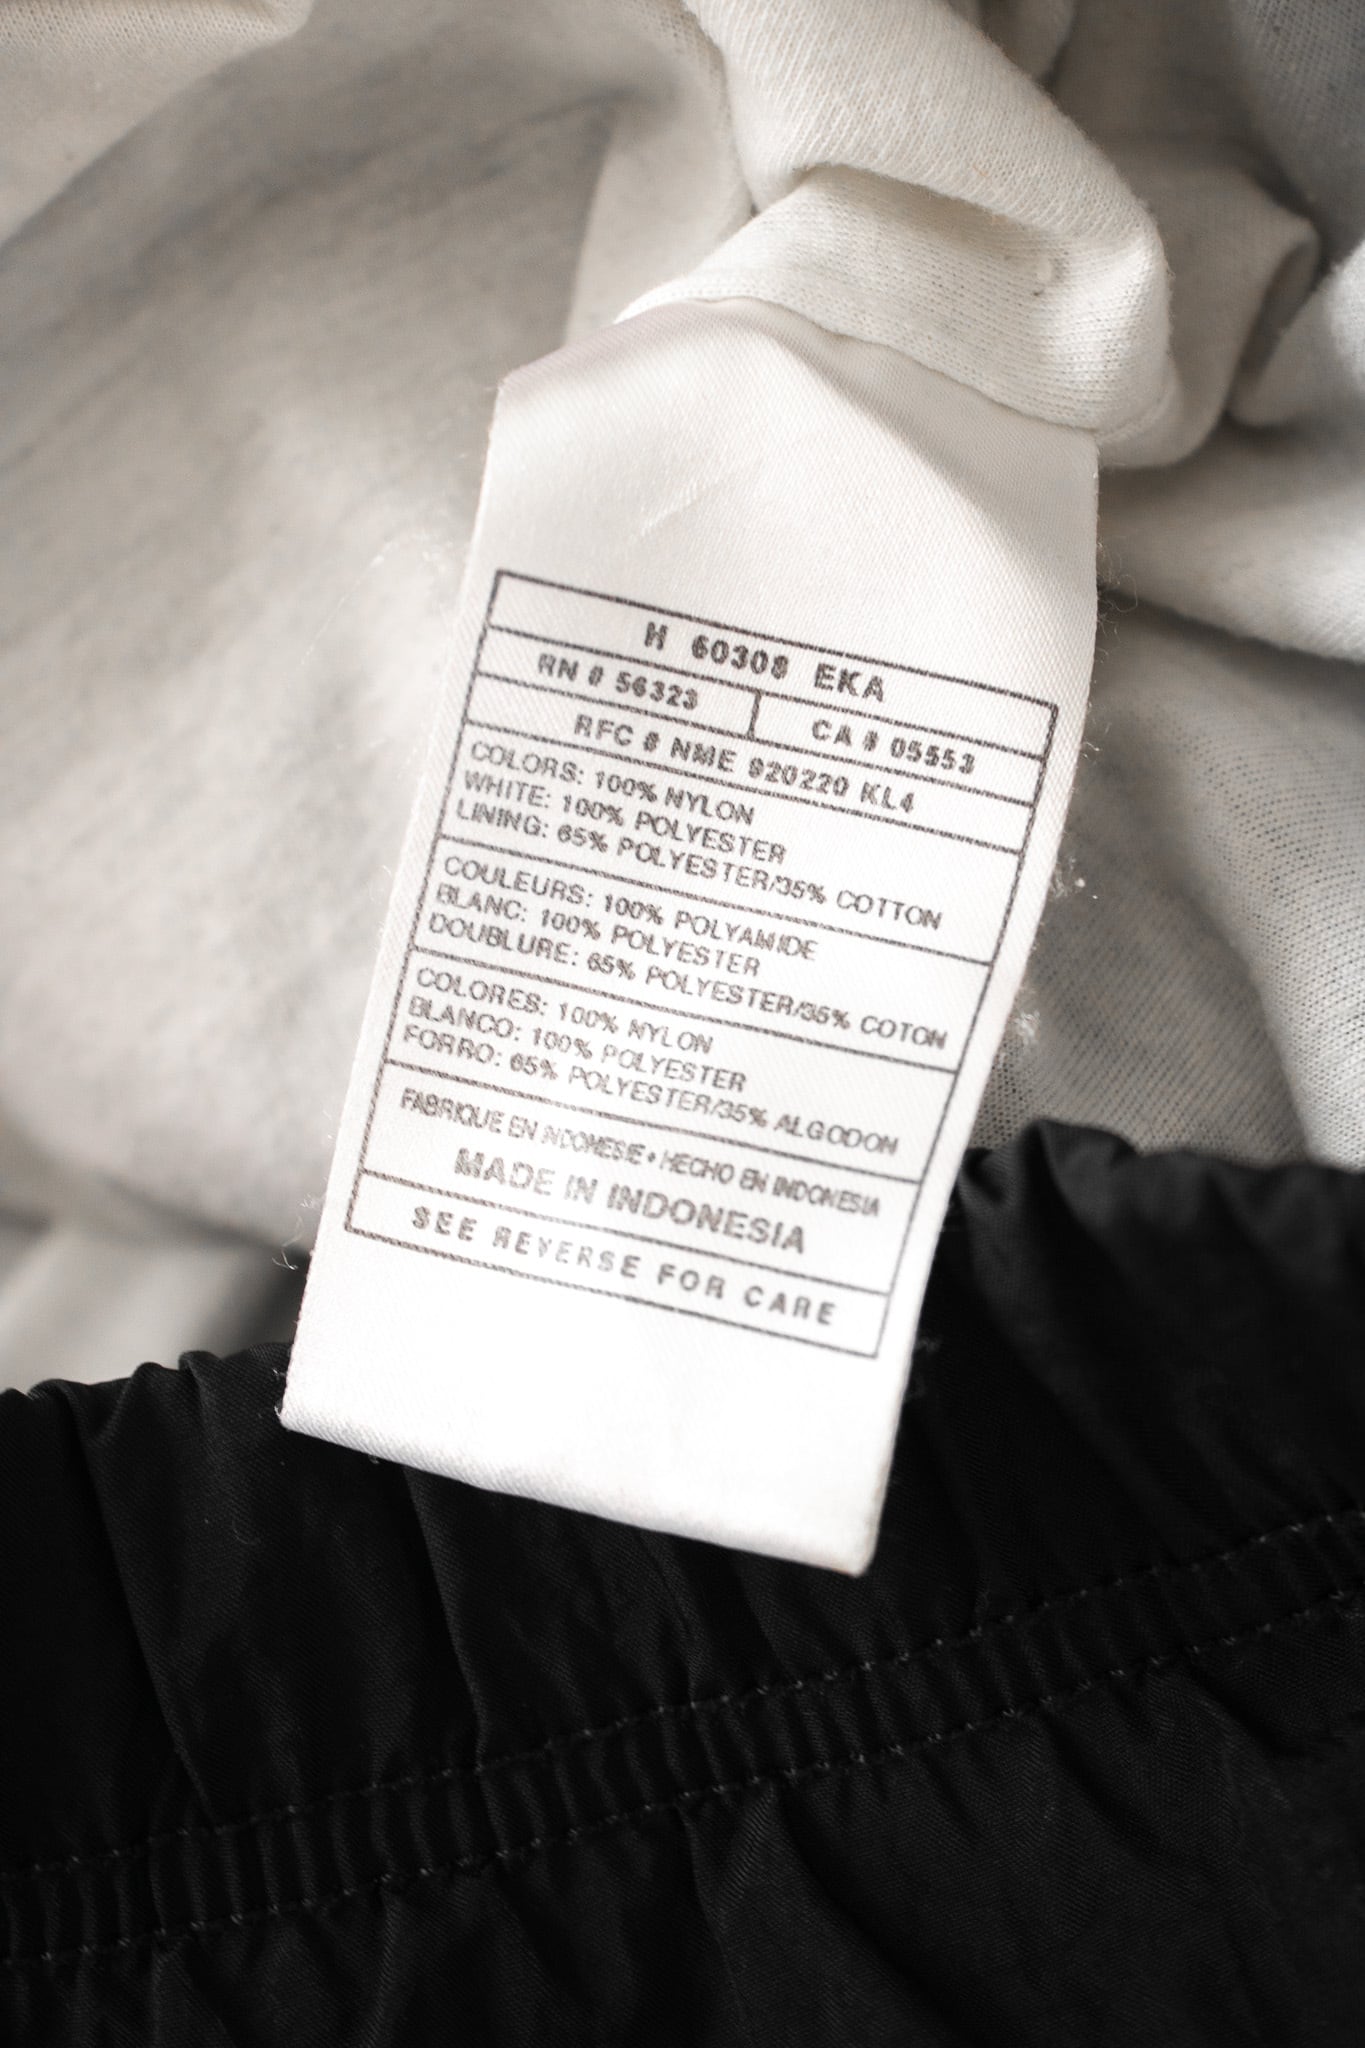 H 60308 EKA
RN # 56323
CA # 05553
RFC # NME 920220 KL4
COLORS: 100% NYLON
WHITE: 100% POLYESTER
LINING: 65% POLYESTER/35% COTTON
COULEURS: 100% POLYAMIDE
BLANC: 100% POLYESTER
DOUBLURE: 65% POLYESTER/35% COTON
COLORES: 100% NYLON
BLANCO: 100% POLYESTER
FORRO: 65% POLYESTER/35% ALGODON
FABRIQUE EN INDONESIE • HECHO EN INDONESIA
MADE IN INDONESIA
SEE REVERSE FOR CARE